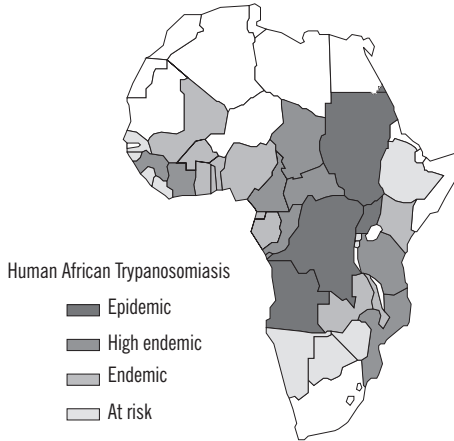 Human African Trypanosomiasis
Epidemic
High endemic
Endemic
At risk